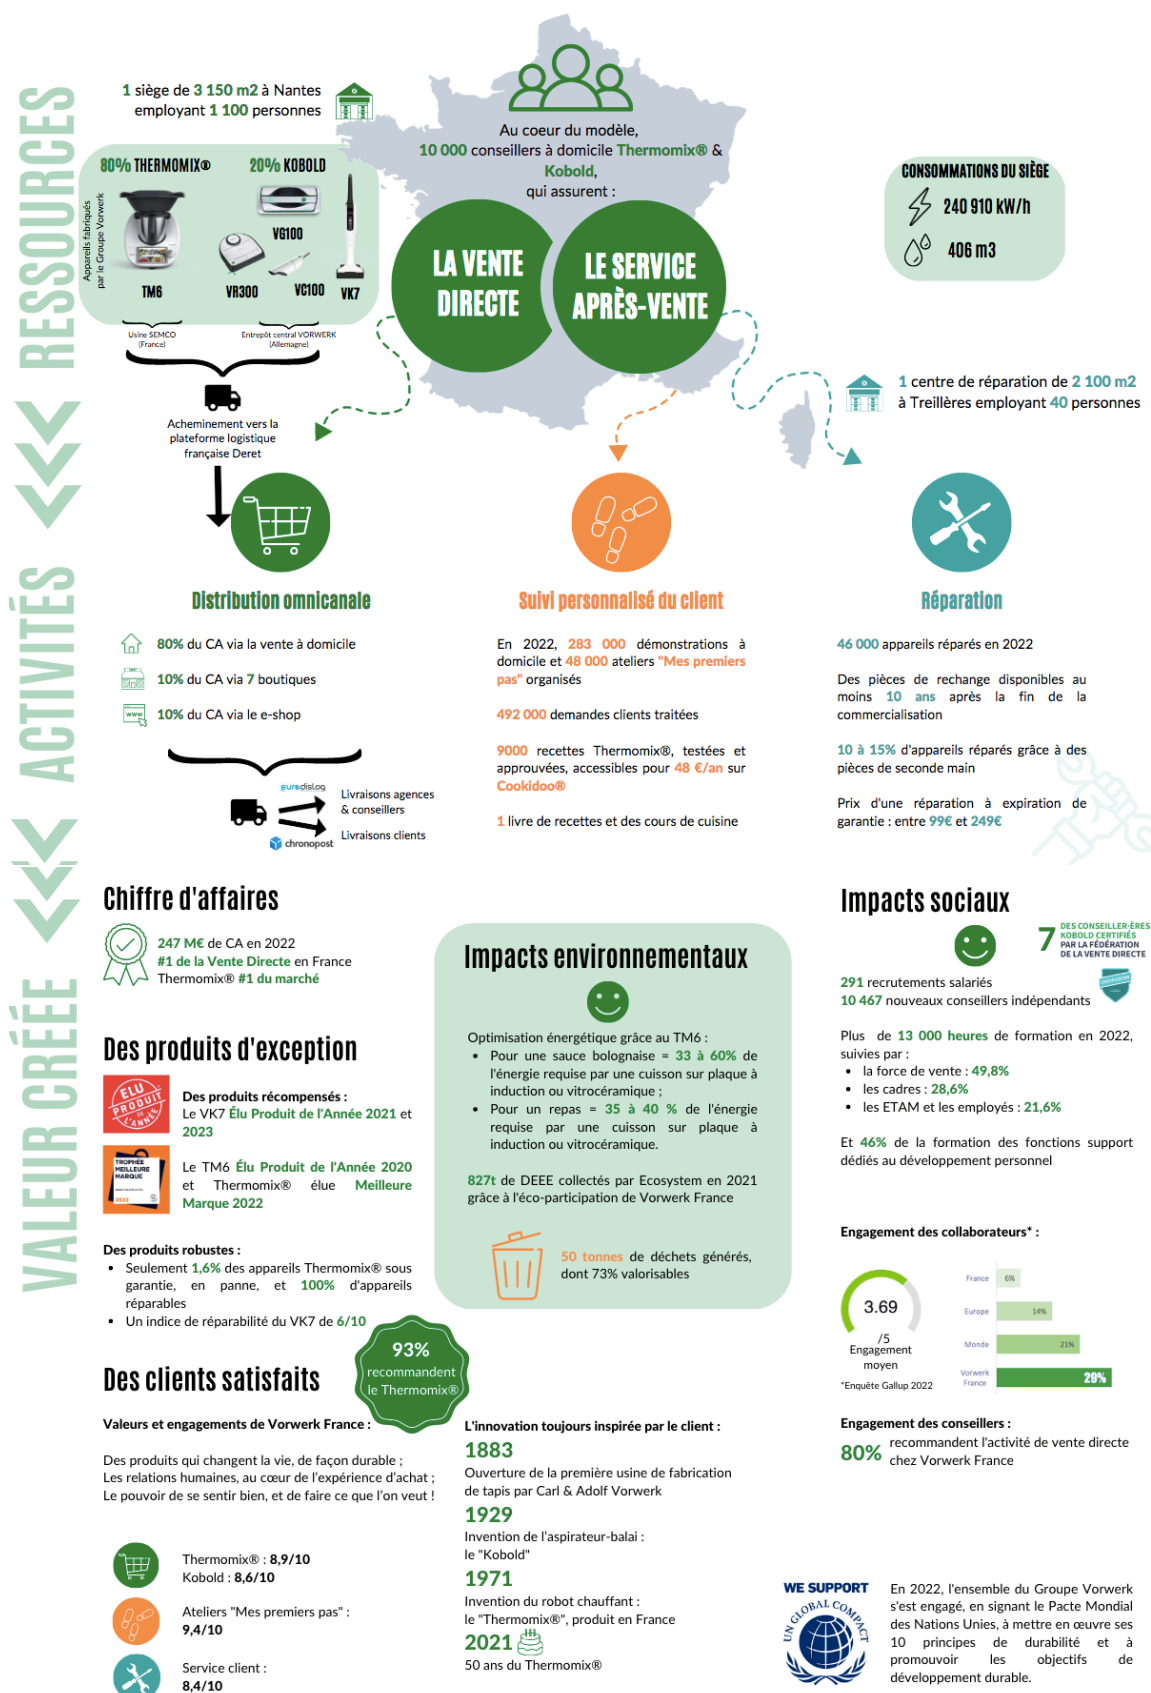 RESSOURCES
1 siège de 3 150 m2 à Nantes
employant 1 100 personnes
80% THERMOMIX®
20% KOBOLD
Appareils fabriqués
par le Groupe Vorwerk
VG100
TM6
VR300
VC100
VK7
Usine SEMCO
(France)
Entrepôt central VORWERK
(Allemagne)
Acheminement vers la
plateforme logistique
française Deret
Au coeur du modèle,
10 000 conseillers à domicile Thermomix® &
Kobold,
qui assurent :
LA VENTE
DIRECTE
LE SERVICE
APRÈS-VENTE
CONSOMMATIONS DU SIÈGE
240 910 kW/h
406 m3
1 centre de réparation de 2 100 m2
à Treillères employant 40 personnes
ACTIVITÉS
Distribution omnicanale
80% du CA via la vente à domicile
10% du CA via 7 boutiques
www
10% du CA via le e-shop
eurodislog
Livraisons agences
& conseillers
chronopost
Livraisons clients
Suivi personnalisé du client
En 2022, 283 000 démonstrations à
domicile et 48 000 ateliers "Mes premiers
pas" organisés
492 000 demandes clients traitées
9000 recettes Thermomix®, testées et
approuvées, accessibles pour 48 €/an sur
Cookidoo®
1 livre de recettes et des cours de cuisine
Réparation
46 000 appareils réparés en 2022
Des pièces de rechange disponibles au
moins 10 ans après la fin de la
commercialisation
10 à 15% d'appareils réparés grâce à des
pièces de seconde main
Prix d'une réparation à expiration de
garantie : entre 99€ et 249€
VALEUR CRÉÉE
Chiffre d'affaires
247 M€ de CA en 2022
#1 de la Vente Directe en France
Thermomix® #1 du marché
Des produits d'exception
ELU
PRODUIT
DE
L'ANNÉE
Des produits récompensés :
Le VK7 Élu Produit de l'Année 2021 et
2023
TROPHÉE
MEILLEURE
MARQUE
2022
Le TM6 Élu Produit de l'Année 2020
et Thermomix® élue Meilleure
Marque 2022
Des produits robustes :
• Seulement 1,6% des appareils Thermomix® sous
garantie, en panne, et 100% d'appareils
réparables
• Un indice de réparabilité du VK7 de 6/10
93%
recommandent
le Thermomix®
Des clients satisfaits
Valeurs et engagements de Vorwerk France :
Des produits qui changent la vie, de façon durable ;
Les relations humaines, au cœur de l'expérience d'achat ;
Le pouvoir de se sentir bien, et de faire ce que l'on veut !
Thermomix® : 8,9/10
Kobold : 8,6/10
Ateliers "Mes premiers pas" :
9,4/10
Service client :
8,4/10
Impacts environnementaux
Optimisation énergétique grâce au TM6 :
• Pour une sauce bolognaise = 33 à 60% de
l'énergie requise par une cuisson sur plaque à
induction ou vitrocéramique ;
• Pour un repas = 35 à 40 % de l'énergie
requise par une cuisson sur plaque à
induction ou vitrocéramique.
827t de DEEE collectés par Ecosystem en 2021
grâce à l'éco-participation de Vorwerk France
50 tonnes de déchets générés,
dont 73% valorisables
L'innovation toujours inspirée par le client :
1883
Ouverture de la première usine de fabrication
de tapis par Carl & Adolf Vorwerk
1929
Invention de l'aspirateur-balai :
le "Kobold"
1971
Invention du robot chauffant :
le "Thermomix®", produit en France
2021
50 ans du Thermomix®
Impacts sociaux
7 DES CONSEILLER·ÈRES
KOBOLD CERTIFIÉS
PAR LA FÉDÉRATION
DE LA VENTE DIRECTE
291 recrutements salariés
10 467 nouveaux conseillers indépendants
Plus de 13 000 heures de formation en 2022,
suivies par :
• la force de vente : 49,8%
• les cadres : 28,6%
• les ETAM et les employés : 21,6%
Et 46% de la formation des fonctions support
dédiés au développement personnel
Engagement des collaborateurs* :
3.69
/5
Engagement
moyen
*Enquête Gallup 2022
France 6%
Europe 14%
Monde 21%
Vorwerk
France 29%
Engagement des conseillers :
80% recommandent l'activité de vente directe
chez Vorwerk France
WE SUPPORT
UN GLOBAL COMPACT
En 2022, l'ensemble du Groupe Vorwerk
s'est engagé, en signant le Pacte Mondial
des Nations Unies, à mettre en œuvre ses
10 principes de durabilité et à
promouvoir les objectifs de
développement durable.